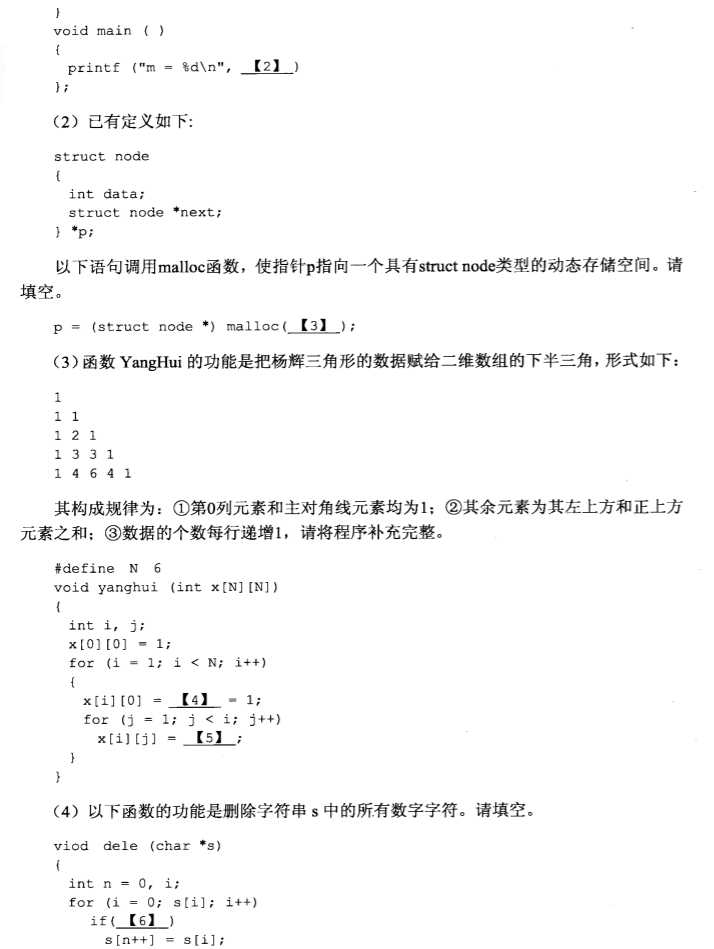 }
void main ( )
{
printf ("m = %d\n", 【2】 )
};
（2）已有定义如下:
struct node
{
int data;
struct node *next;
} *p;
以下语句调用malloc函数，使指针p指向一个具有struct node类型的动态存储空间。请
填空。
p = (struct node *) malloc( 【3】 );
（3）函数 YangHui 的功能是把杨辉三角形的数据赋给二维数组的下半三角，形式如下：
1
1 1
1 2 1
1 3 3 1
1 4 6 4 1
其构成规律为：①第0列元素和主对角线元素均为1；②其余元素为其左上方和正上方
元素之和；③数据的个数每行递增1，请将程序补充完整。
#define N 6
void yanghui (int x[N][N])
{
int i, j;
x[0][0] = 1;
for (i = 1; i < N; i++)
{
x[i][0] = 【4】 = 1;
for (j = 1; j < i; j++)
x[i][j] = 【5】 ;
}
}
（4）以下函数的功能是删除字符串 s 中的所有数字字符。请填空。
viod dele (char *s)
{
int n = 0, i;
for (i = 0; s[i]; i++)
if( 【6】 )
s[n++] = s[i];